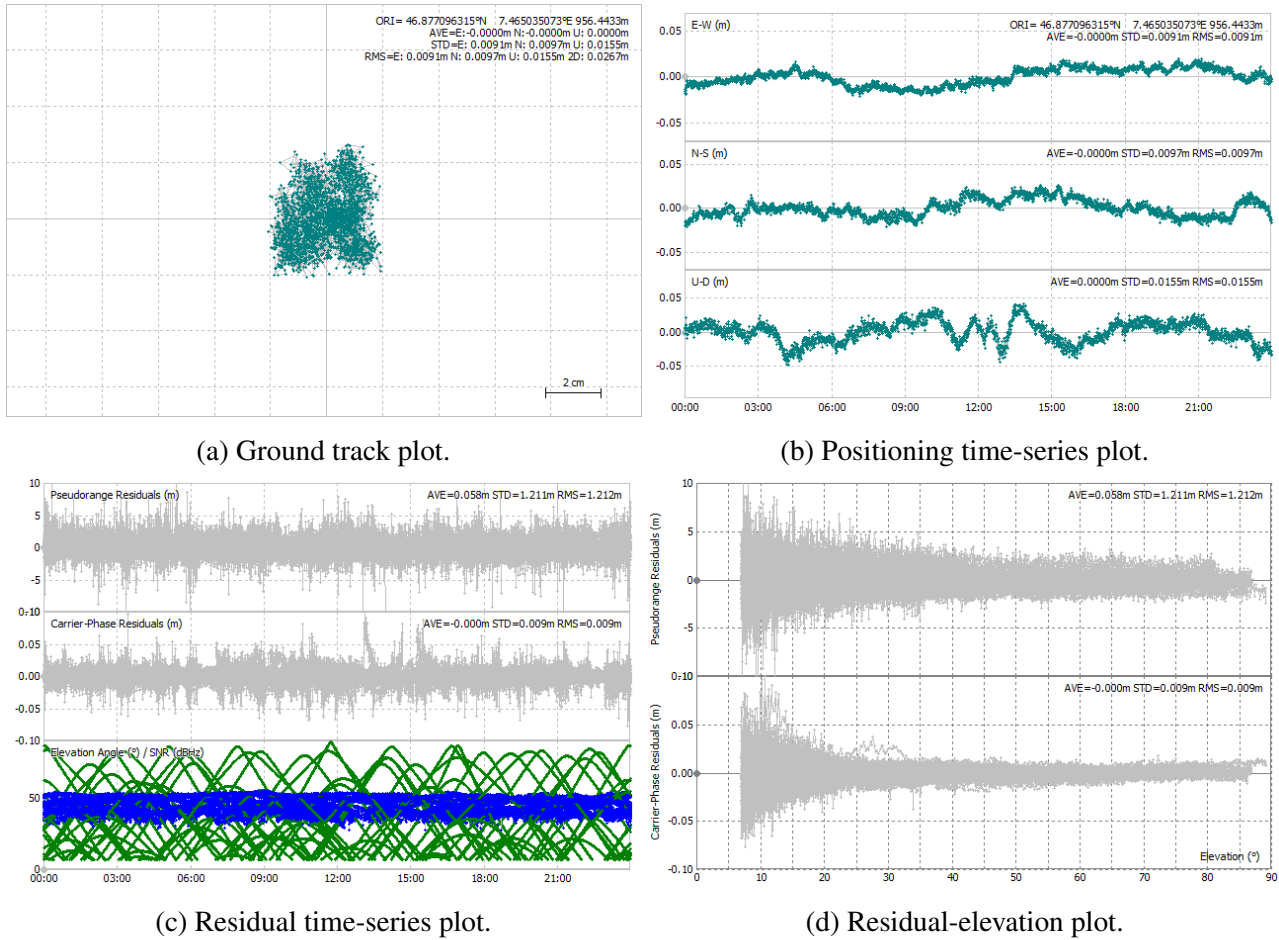 ORI= 46.877096315°N 7.465035073°E 956.4433m
AVE=E:-0.0000m N:-0.0000m U: 0.0000m
STD=E: 0.0091m N: 0.0097m U: 0.0155m
RMS=E: 0.0091m N: 0.0097m U: 0.0155m 2D: 0.0267m
2 cm
(a) Ground track plot.
E-W (m)
ORI= 46.877096315°N 7.465035073°E 956.4433m
AVE=-0.0000m STD=0.0091m RMS=0.0091m
0.05
0.00
-0.05
N-S (m)
AVE=-0.0000m STD=0.0097m RMS=0.0097m
0.05
0.00
-0.05
U-D (m)
AVE=0.0000m STD=0.0155m RMS=0.0155m
0.05
0.00
-0.05
00:00 03:00 06:00 09:00 12:00 15:00 18:00 21:00
(b) Positioning time-series plot.
Pseudorange Residuals (m)
AVE=0.058m STD=1.211m RMS=1.212m
10
5
0
-5
-10
Carrier-Phase Residuals (m)
AVE=-0.000m STD=0.009m RMS=0.009m
0.05
0.00
-0.05
-0.10
Elevation Angle (°) / SNR (dBHz)
50
0
00:00 03:00 06:00 09:00 12:00 15:00 18:00 21:00
(c) Residual time-series plot.
AVE=0.058m STD=1.211m RMS=1.212m
Pseudorange Residuals (m)
10
5
0
-5
-10
AVE=-0.000m STD=0.009m RMS=0.009m
Carrier-Phase Residuals (m)
0.05
0.00
-0.05
-0.10
Elevation (°)
0 10 20 30 40 50 60 70 80 90
(d) Residual-elevation plot.